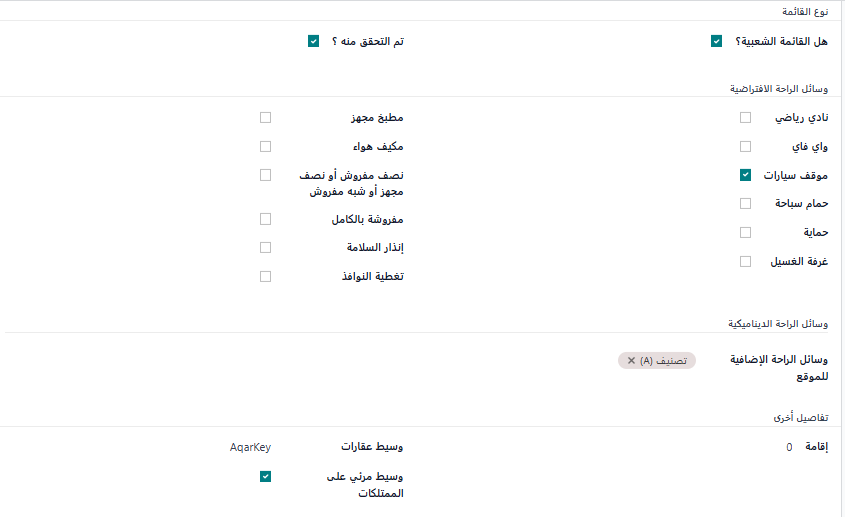 نوع القائمة
هل القائمة الشعبية؟
تم التحقق منه ؟
وسائل الراحة الافتراضية
نادي رياضي
مطبخ مجهز
واي فاي
مكيف هواء
موقف سيارات
نصف مفروش أو نصف
مجهز أو شبه مفروش
حمام سباحة
مفروشة بالكامل
حماية
إنذار السلامة
غرفة الغسيل
تغطية النوافذ
وسائل الراحة الديناميكية
وسائل الراحة الإضافية
للموقع
تصنيف (A) ×
تفاصيل أخرى
إقامة 0
وسيط عقارات AqarKey
وسيط مرئي على
الممتلكات